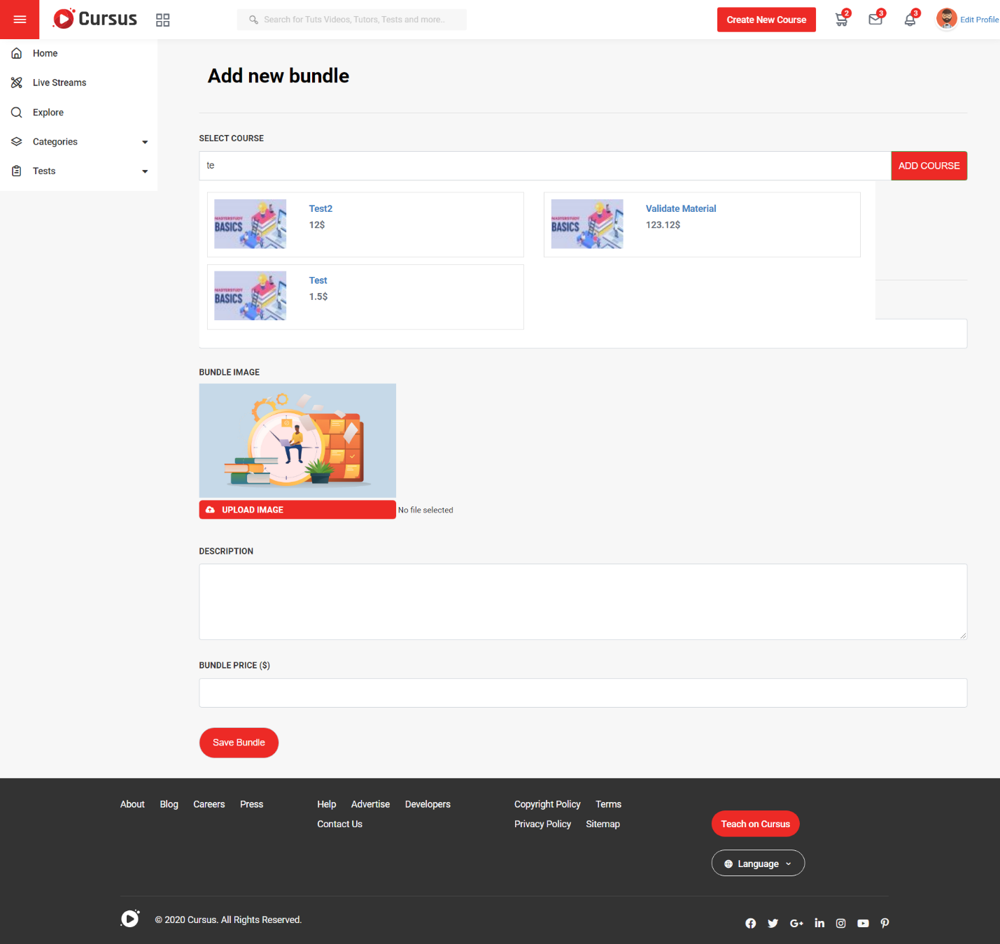 Cursus
Search for Tuts Videos, Tutors, Tests and more..
Create New Course
2
3
3
Edit Profile
Home
Live Streams
Explore
Categories
Tests
Add new bundle
SELECT COURSE
te
ADD COURSE
MASTERSTUDY
BASICS
Test2
12$
MASTERSTUDY
BASICS
Validate Material
123.12$
MASTERSTUDY
BASICS
Test
1.5$
BUNDLE IMAGE
UPLOAD IMAGE
No file selected
DESCRIPTION
BUNDLE PRICE ($)
Save Bundle
About Blog Careers Press
Help Advertise Developers
Contact Us
Copyright Policy Terms
Privacy Policy Sitemap
Teach on Cursus
Language
© 2020 Cursus. All Rights Reserved.